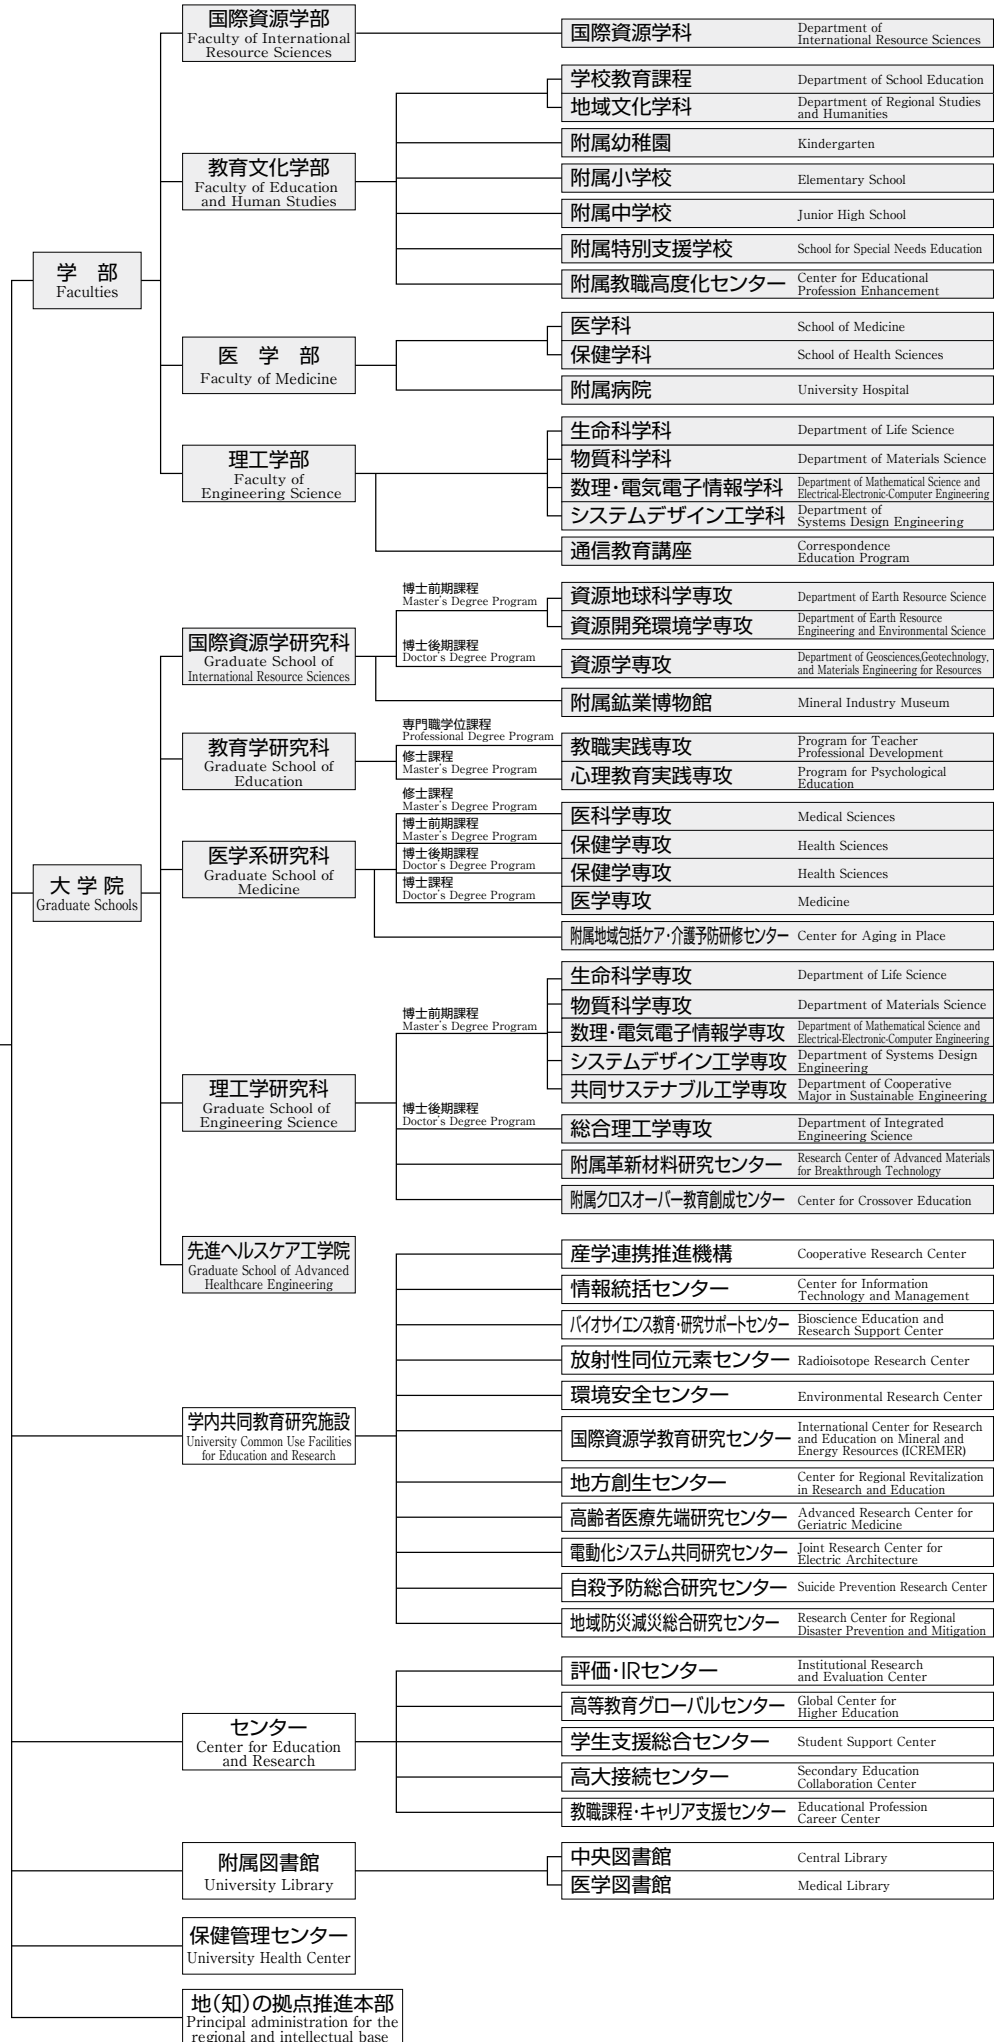 国際資源学部
Faculty of International
Resource Sciences
国際資源学科
Department of
International Resource Sciences
学校教育課程
Department of School Education
地域文化学科
Department of Regional Studies
and Humanities
附属幼稚園
Kindergarten
教育文化学部
Faculty of Education
and Human Studies
附属小学校
Elementary School
附属中学校
Junior High School
附属特別支援学校
School for Special Needs Education
附属教職高度化センター
Center for Educational
Profession Enhancement
学 部
Faculties
医 学 部
Faculty of Medicine
医学科
School of Medicine
保健学科
School of Health Sciences
附属病院
University Hospital
理工学部
Faculty of
Engineering Science
生命科学科
Department of Life Science
物質科学科
Department of Materials Science
数理・電気電子情報学科
Department of Mathematical Science and
Electrical-Electronic-Computer Engineering
システムデザイン工学科
Department of
Systems Design Engineering
通信教育講座
Correspondence
Education Program
国際資源学研究科
Graduate School of
International Resource Sciences
博士前期課程
Master's Degree Program
資源地球科学専攻
Department of Earth Resource Science
資源開発環境学専攻
Department of Earth Resource
Engineering and Environmental Science
博士後期課程
Doctor's Degree Program
資源学専攻
Department of Geosciences,Geotechnology,
and Materials Engineering for Resources
附属鉱業博物館
Mineral Industry Museum
教育学研究科
Graduate School of
Education
専門職学位課程
Professional Degree Program
教職実践専攻
Program for Teacher
Professional Development
修士課程
Master's Degree Program
心理教育実践専攻
Program for Psychological
Education
大 学 院
Graduate Schools
医学系研究科
Graduate School of
Medicine
修士課程
Master's Degree Program
医科学専攻
Medical Sciences
博士前期課程
Master's Degree Program
保健学専攻
Health Sciences
博士後期課程
Doctor's Degree Program
保健学専攻
Health Sciences
博士課程
Doctor's Degree Program
医学専攻
Medicine
附属地域包括ケア・介護予防研修センター
Center for Aging in Place
理工学研究科
Graduate School of
Engineering Science
博士前期課程
Master's Degree Program
生命科学専攻
Department of Life Science
物質科学専攻
Department of Materials Science
数理・電気電子情報学専攻
Department of Mathematical Science and
Electrical-Electronic-Computer Engineering
システムデザイン工学専攻
Department of Systems Design
Engineering
共同サステナブル工学専攻
Department of Cooperative
Major in Sustainable Engineering
博士後期課程
Doctor's Degree Program
総合理工学専攻
Department of Integrated
Engineering Science
附属革新材料研究センター
Research Center of Advanced Materials
for Breakthrough Technology
附属クロスオーバー教育創成センター
Center for Crossover Education
先進ヘルスケア工学院
Graduate School of Advanced
Healthcare Engineering
学内共同教育研究施設
University Common Use Facilities
for Education and Research
産学連携推進機構
Cooperative Research Center
情報統括センター
Center for Information
Technology and Management
バイオサイエンス教育・研究サポートセンター
Bioscience Education and
Research Support Center
放射性同位元素センター
Radioisotope Research Center
環境安全センター
Environmental Research Center
国際資源学教育研究センター
International Center for Research
and Education on Mineral and
Energy Resources (ICREMER)
地方創生センター
Center for Regional Revitalization
in Research and Education
高齢者医療先端研究センター
Advanced Research Center for
Geriatric Medicine
電動化システム共同研究センター
Joint Research Center for
Electric Architecture
自殺予防総合研究センター
Suicide Prevention Research Center
地域防災減災総合研究センター
Research Center for Regional
Disaster Prevention and Mitigation
センター
Center for Education
and Research
評価・IRセンター
Institutional Research
and Evaluation Center
高等教育グローバルセンター
Global Center for
Higher Education
学生支援総合センター
Student Support Center
高大接続センター
Secondary Education
Collaboration Center
教職課程・キャリア支援センター
Educational Profession
Career Center
附属図書館
University Library
中央図書館
Central Library
医学図書館
Medical Library
保健管理センター
University Health Center
地(知)の拠点推進本部
Principal administration for the
regional and intellectual base